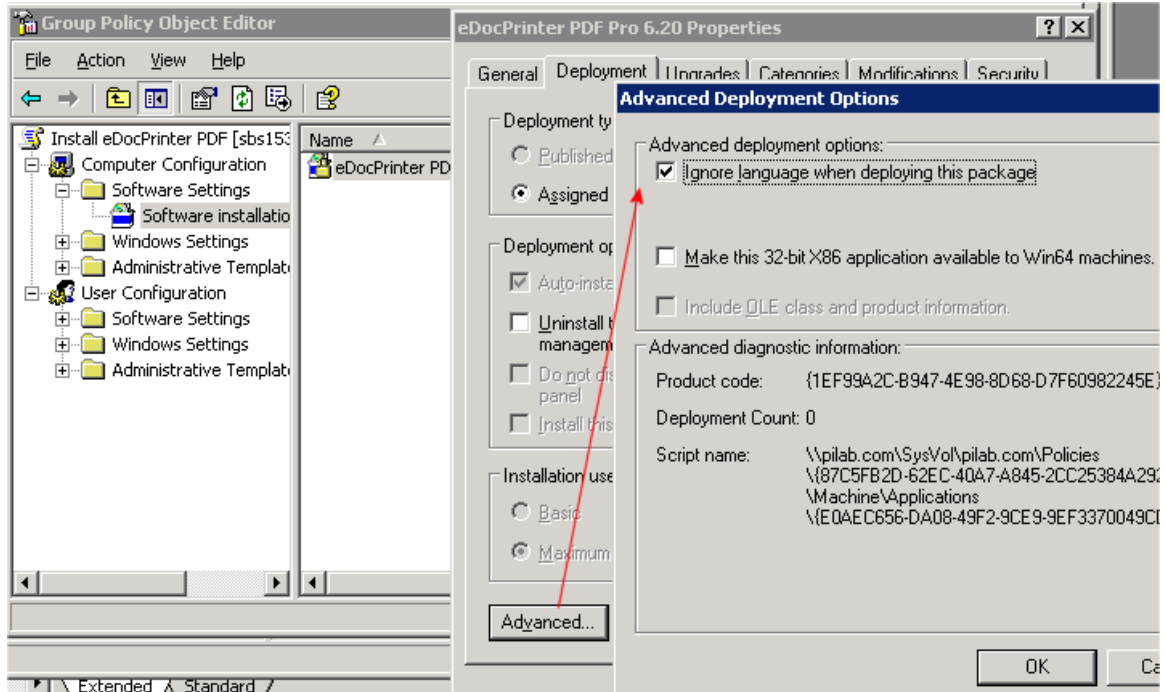 Group Policy Object Editor
File Action View Help
Install eDocPrinter PDF [sbs153
Computer Configuration
Software Settings
Software installatio
Windows Settings
Administrative Templat
User Configuration
Software Settings
Windows Settings
Administrative Templat
Name
eDocPrinter PD
Extended Standard
eDocPrinter PDF Pro 6.20 Properties
General Deployment Upgrades Categories Modifications Security
Deployment ty
Published
Assigned
Deployment op
Auto-insta
Uninstall t
managem
Do not dis
panel
Install this
Installation use
Basic
Maximum
Advanced...
Advanced Deployment Options
Advanced deployment options:
Ignore language when deploying this package
Make this 32-bit X86 application available to Win64 machines.
Include OLE class and product information.
Advanced diagnostic information:
Product code: {1EF99A2C-B947-4E98-8D68-D7F60982245E}
Deployment Count: 0
Script name: \\pilab.com\SysVol\pilab.com\Policies
\{87C5FB2D-62EC-40A7-A845-2CC25384A292
\Machine\Applications
\{E0AEC656-DA08-49F2-9CE9-9EF3370049CD
OK Ca